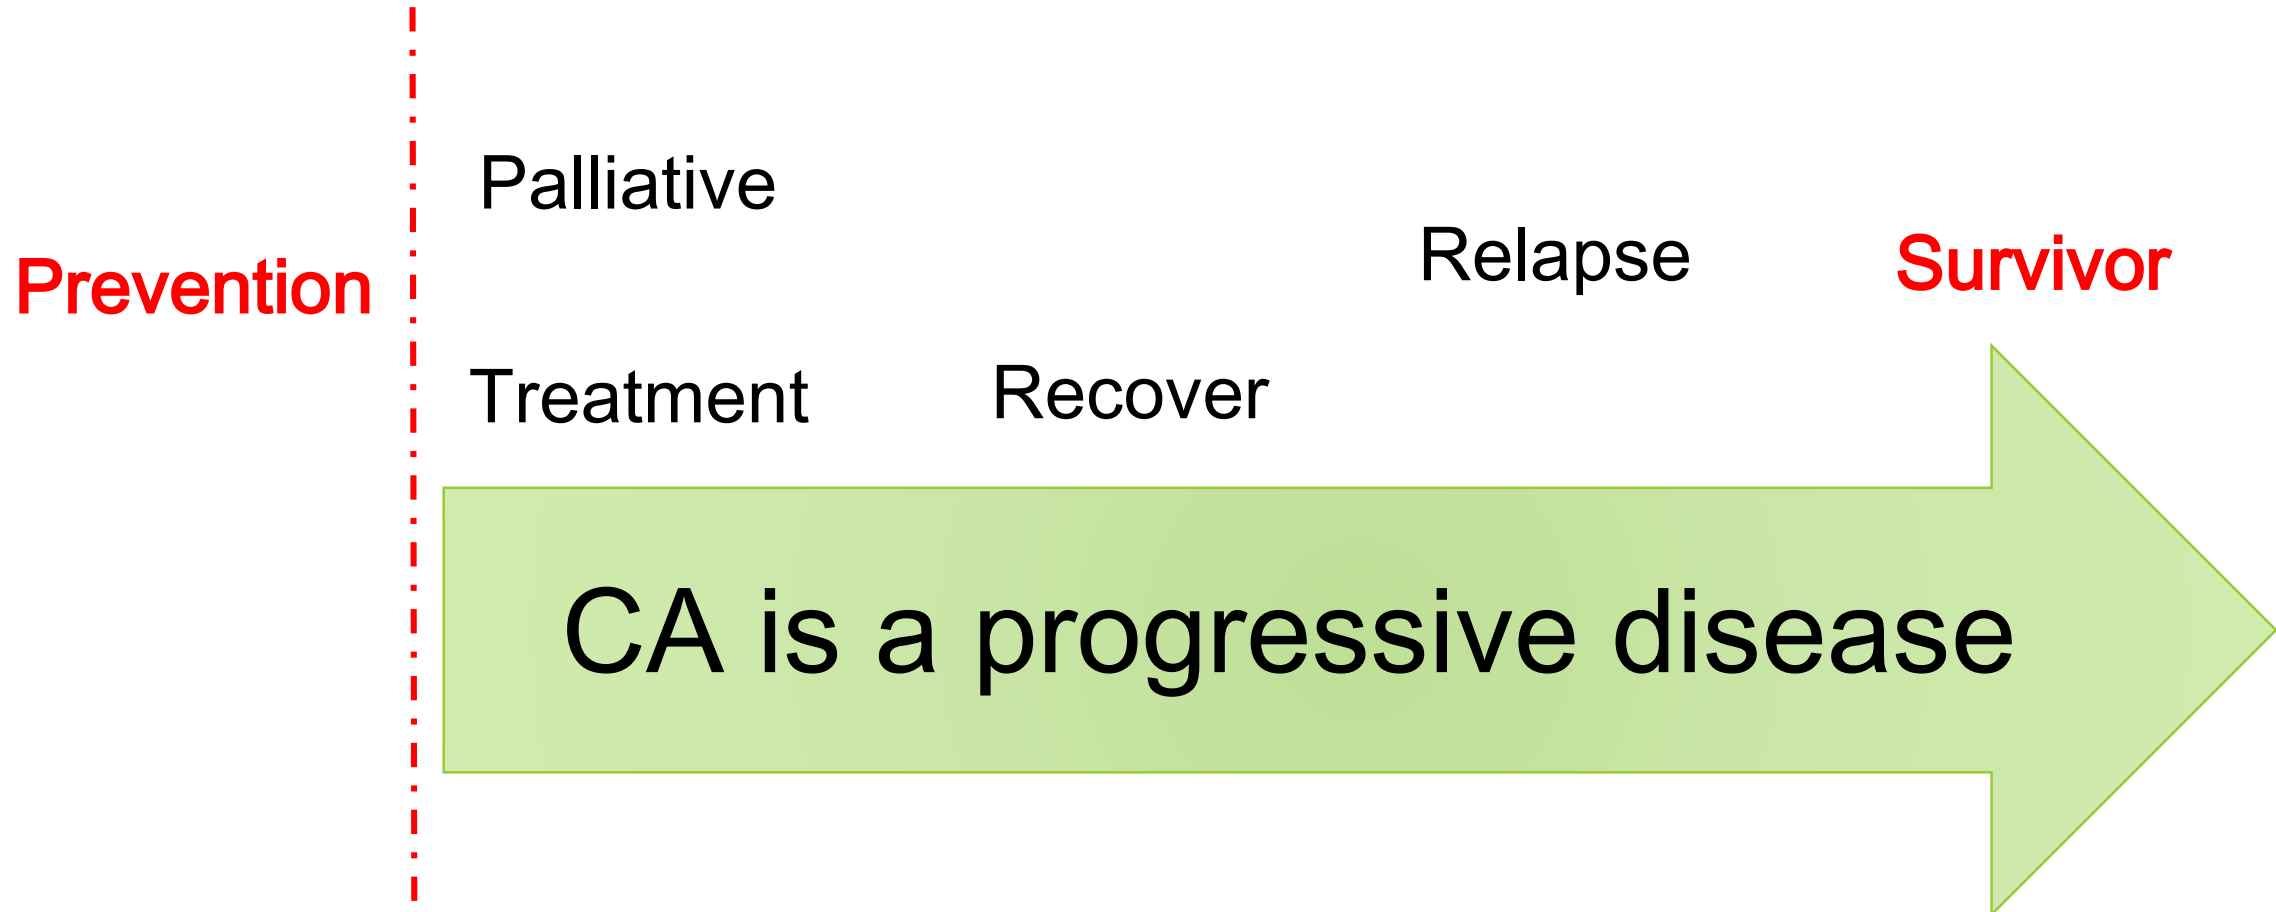 Palliative
Prevention
Relapse
Survivor
Treatment
Recover
CA is a progressive disease